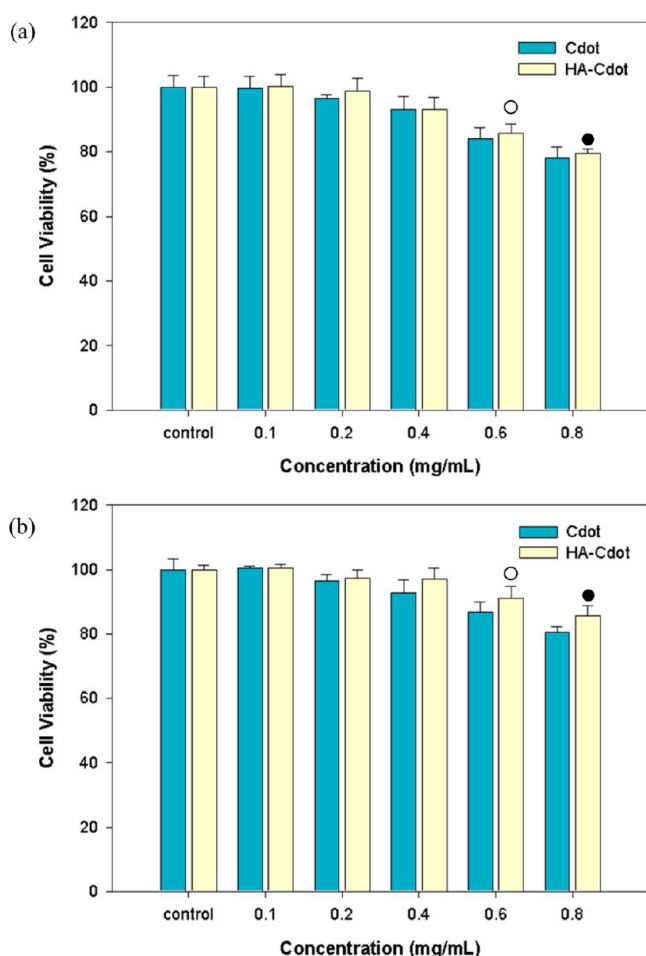 (a)
120
100
80
60
40
20
0
Cell Viability (%)
Cdot
HA-Cdot
control 0.1 0.2 0.4 0.6 0.8
Concentration (mg/mL)
(b)
120
100
80
60
40
20
0
Cell Viability (%)
Cdot
HA-Cdot
control 0.1 0.2 0.4 0.6 0.8
Concentration (mg/mL)